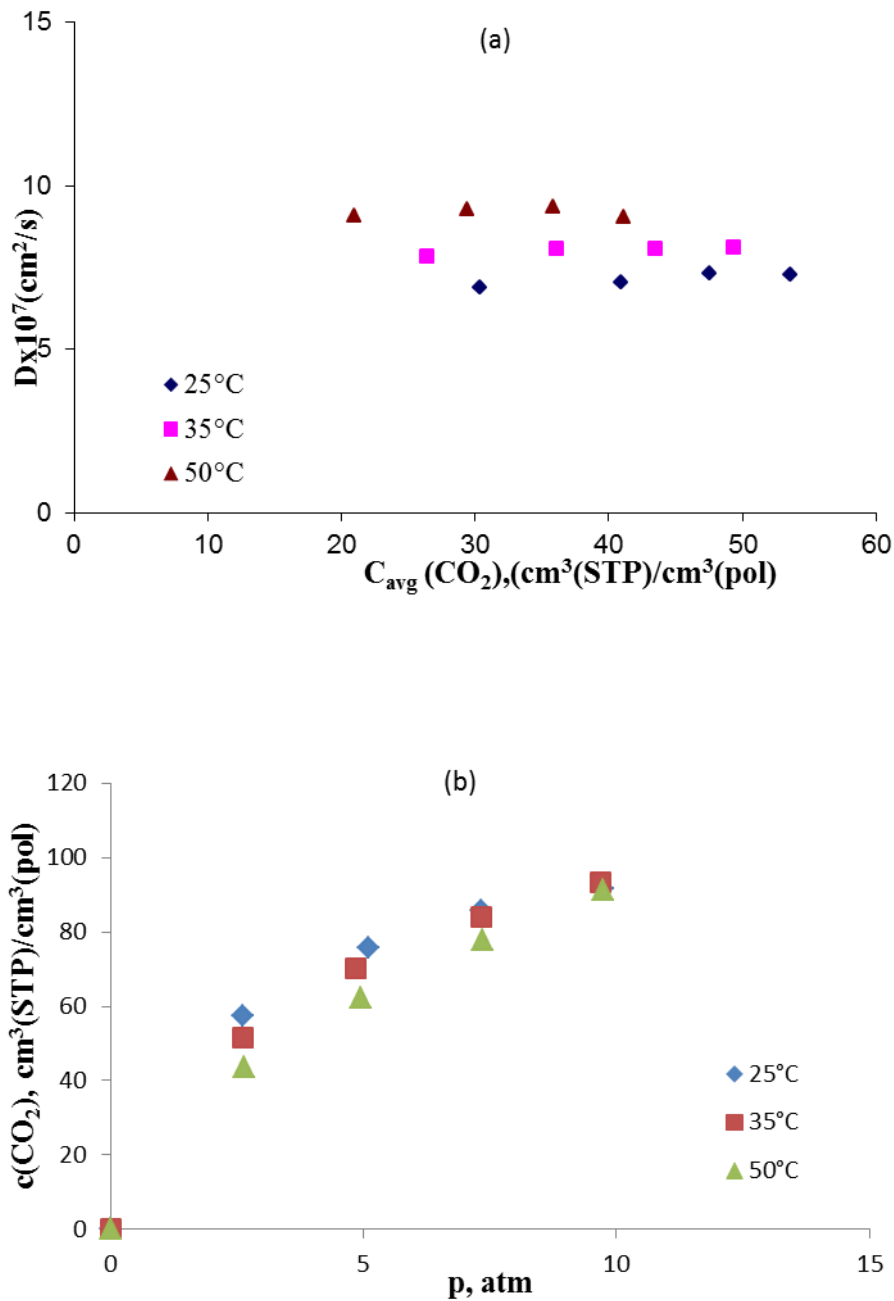 (a)
15
10
5
0
Dx10⁷(cm²/s)
25°C
35°C
50°C
0 10 20 30 40 50 60
C_avg (CO₂),(cm³(STP)/cm³(pol)
(b)
120
100
80
60
40
20
0
c(CO₂), cm³(STP)/cm³(pol)
25°C
35°C
50°C
0 5 10 15
p, atm